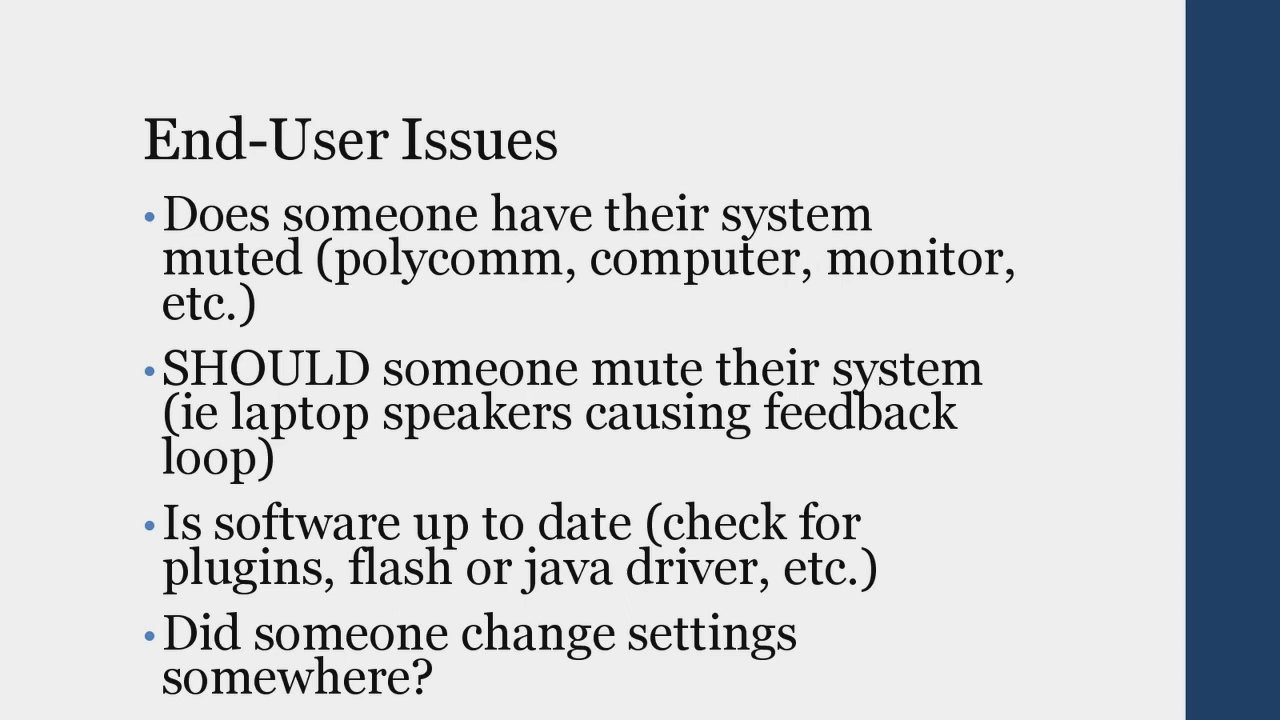 End-User Issues
• Does someone have their system
muted (polycomm, computer, monitor,
etc.)
• SHOULD someone mute their system
(ie laptop speakers causing feedback
loop)
• Is software up to date (check for
plugins, flash or java driver, etc.)
• Did someone change settings
somewhere?